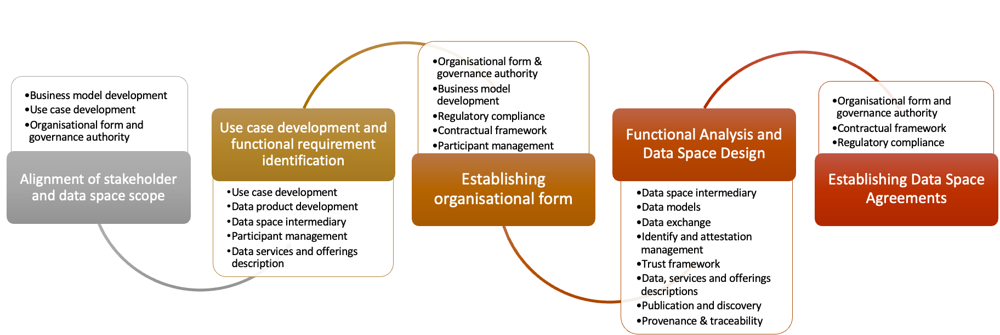 •Business model development
•Use case development
•Organisational form and
governance authority
Alignment of stakeholder
and data space scope
Use case development and
functional requirement
identification
•Use case development
•Data product development
•Data space intermediary
•Participant management
•Data services and offerings
description
•Organisational form &
governance authority
•Business model
development
•Regulatory compliance
•Contractual framework
•Participant management
Establishing
organisational form
Functional Analysis and
Data Space Design
•Data space intermediary
•Data models
•Data exchange
•Identify and attestation
management
•Trust framework
•Data, services and offerings
descriptions
•Publication and discovery
•Provenance & traceability
•Organisational form and
governance authority
•Contractual framework
•Regulatory compliance
Establishing Data Space
Agreements